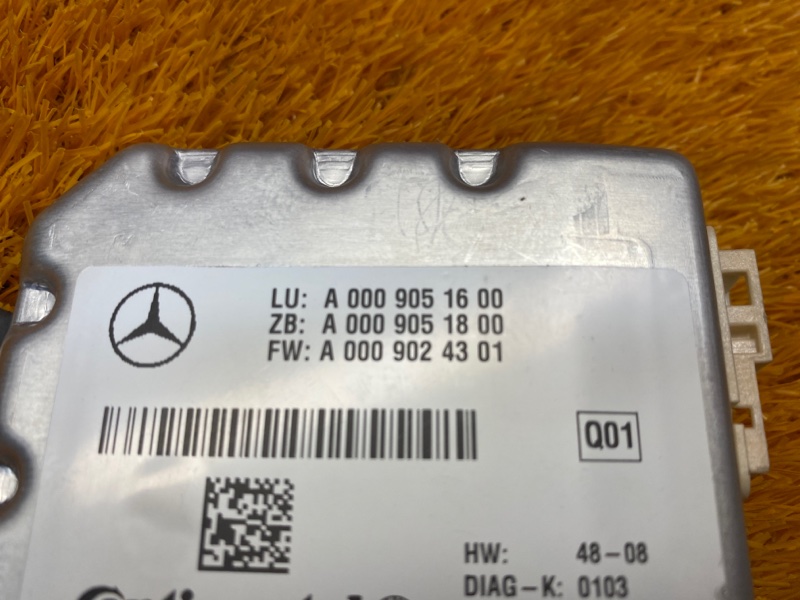 LU: A 000 905 16 00
ZB: A 000 905 18 00
FW: A 000 902 43 01
Q01
HW: 48-08
DIAG-K: 0103
Continental